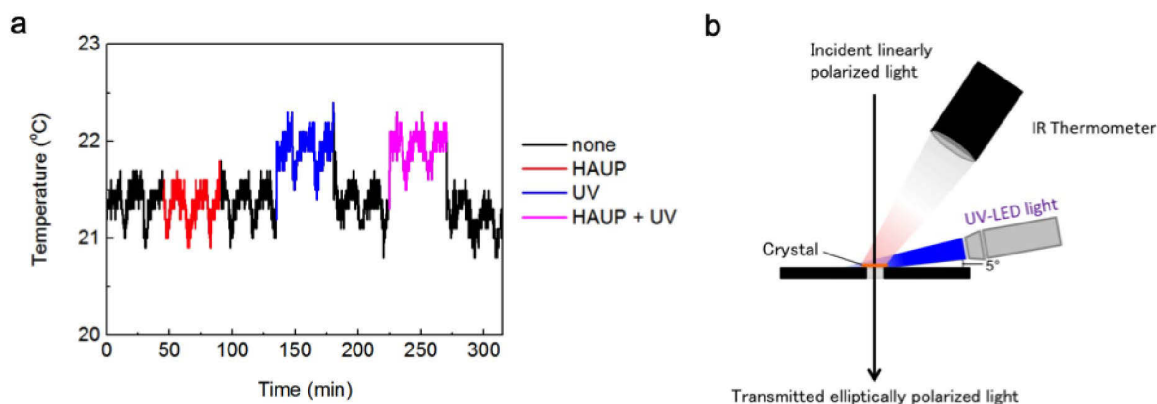 a
23
22
21
20
Temperature (°C)
0
50
100
150
200
250
300
Time (min)
none
HAUP
UV
HAUP + UV
b
Incident linearly
polarized light
IR Thermometer
UV-LED light
Crystal
5°
Transmitted elliptically polarized light